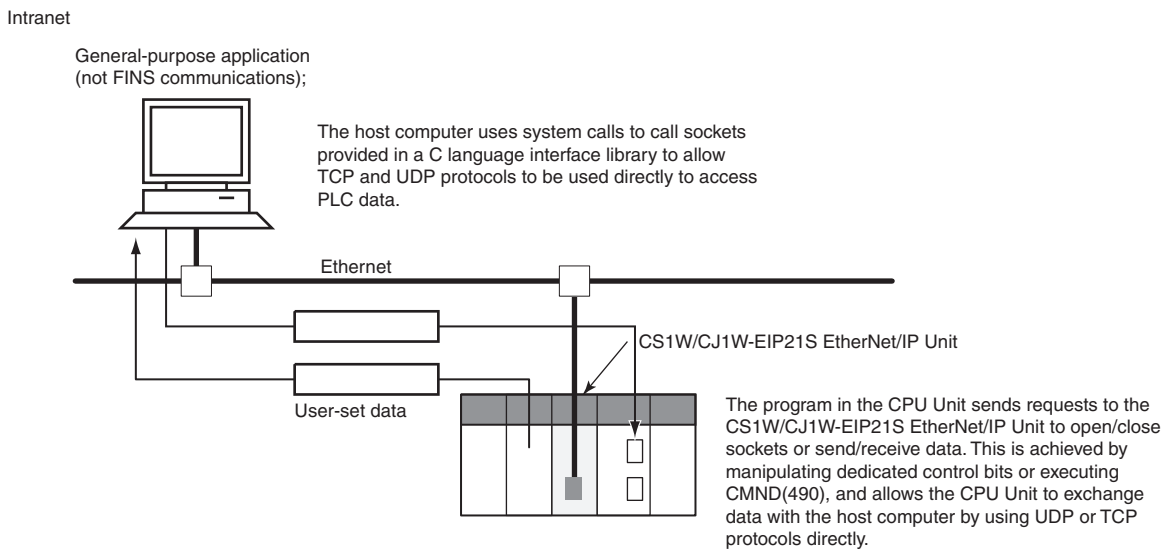 Intranet
General-purpose application
(not FINS communications);
The host computer uses system calls to call sockets
provided in a C language interface library to allow
TCP and UDP protocols to be used directly to access
PLC data.
Ethernet
CS1W/CJ1W-EIP21S EtherNet/IP Unit
User-set data
The program in the CPU Unit sends requests to the
CS1W/CJ1W-EIP21S EtherNet/IP Unit to open/close
sockets or send/receive data. This is achieved by
manipulating dedicated control bits or executing
CMND(490), and allows the CPU Unit to exchange
data with the host computer by using UDP or TCP
protocols directly.